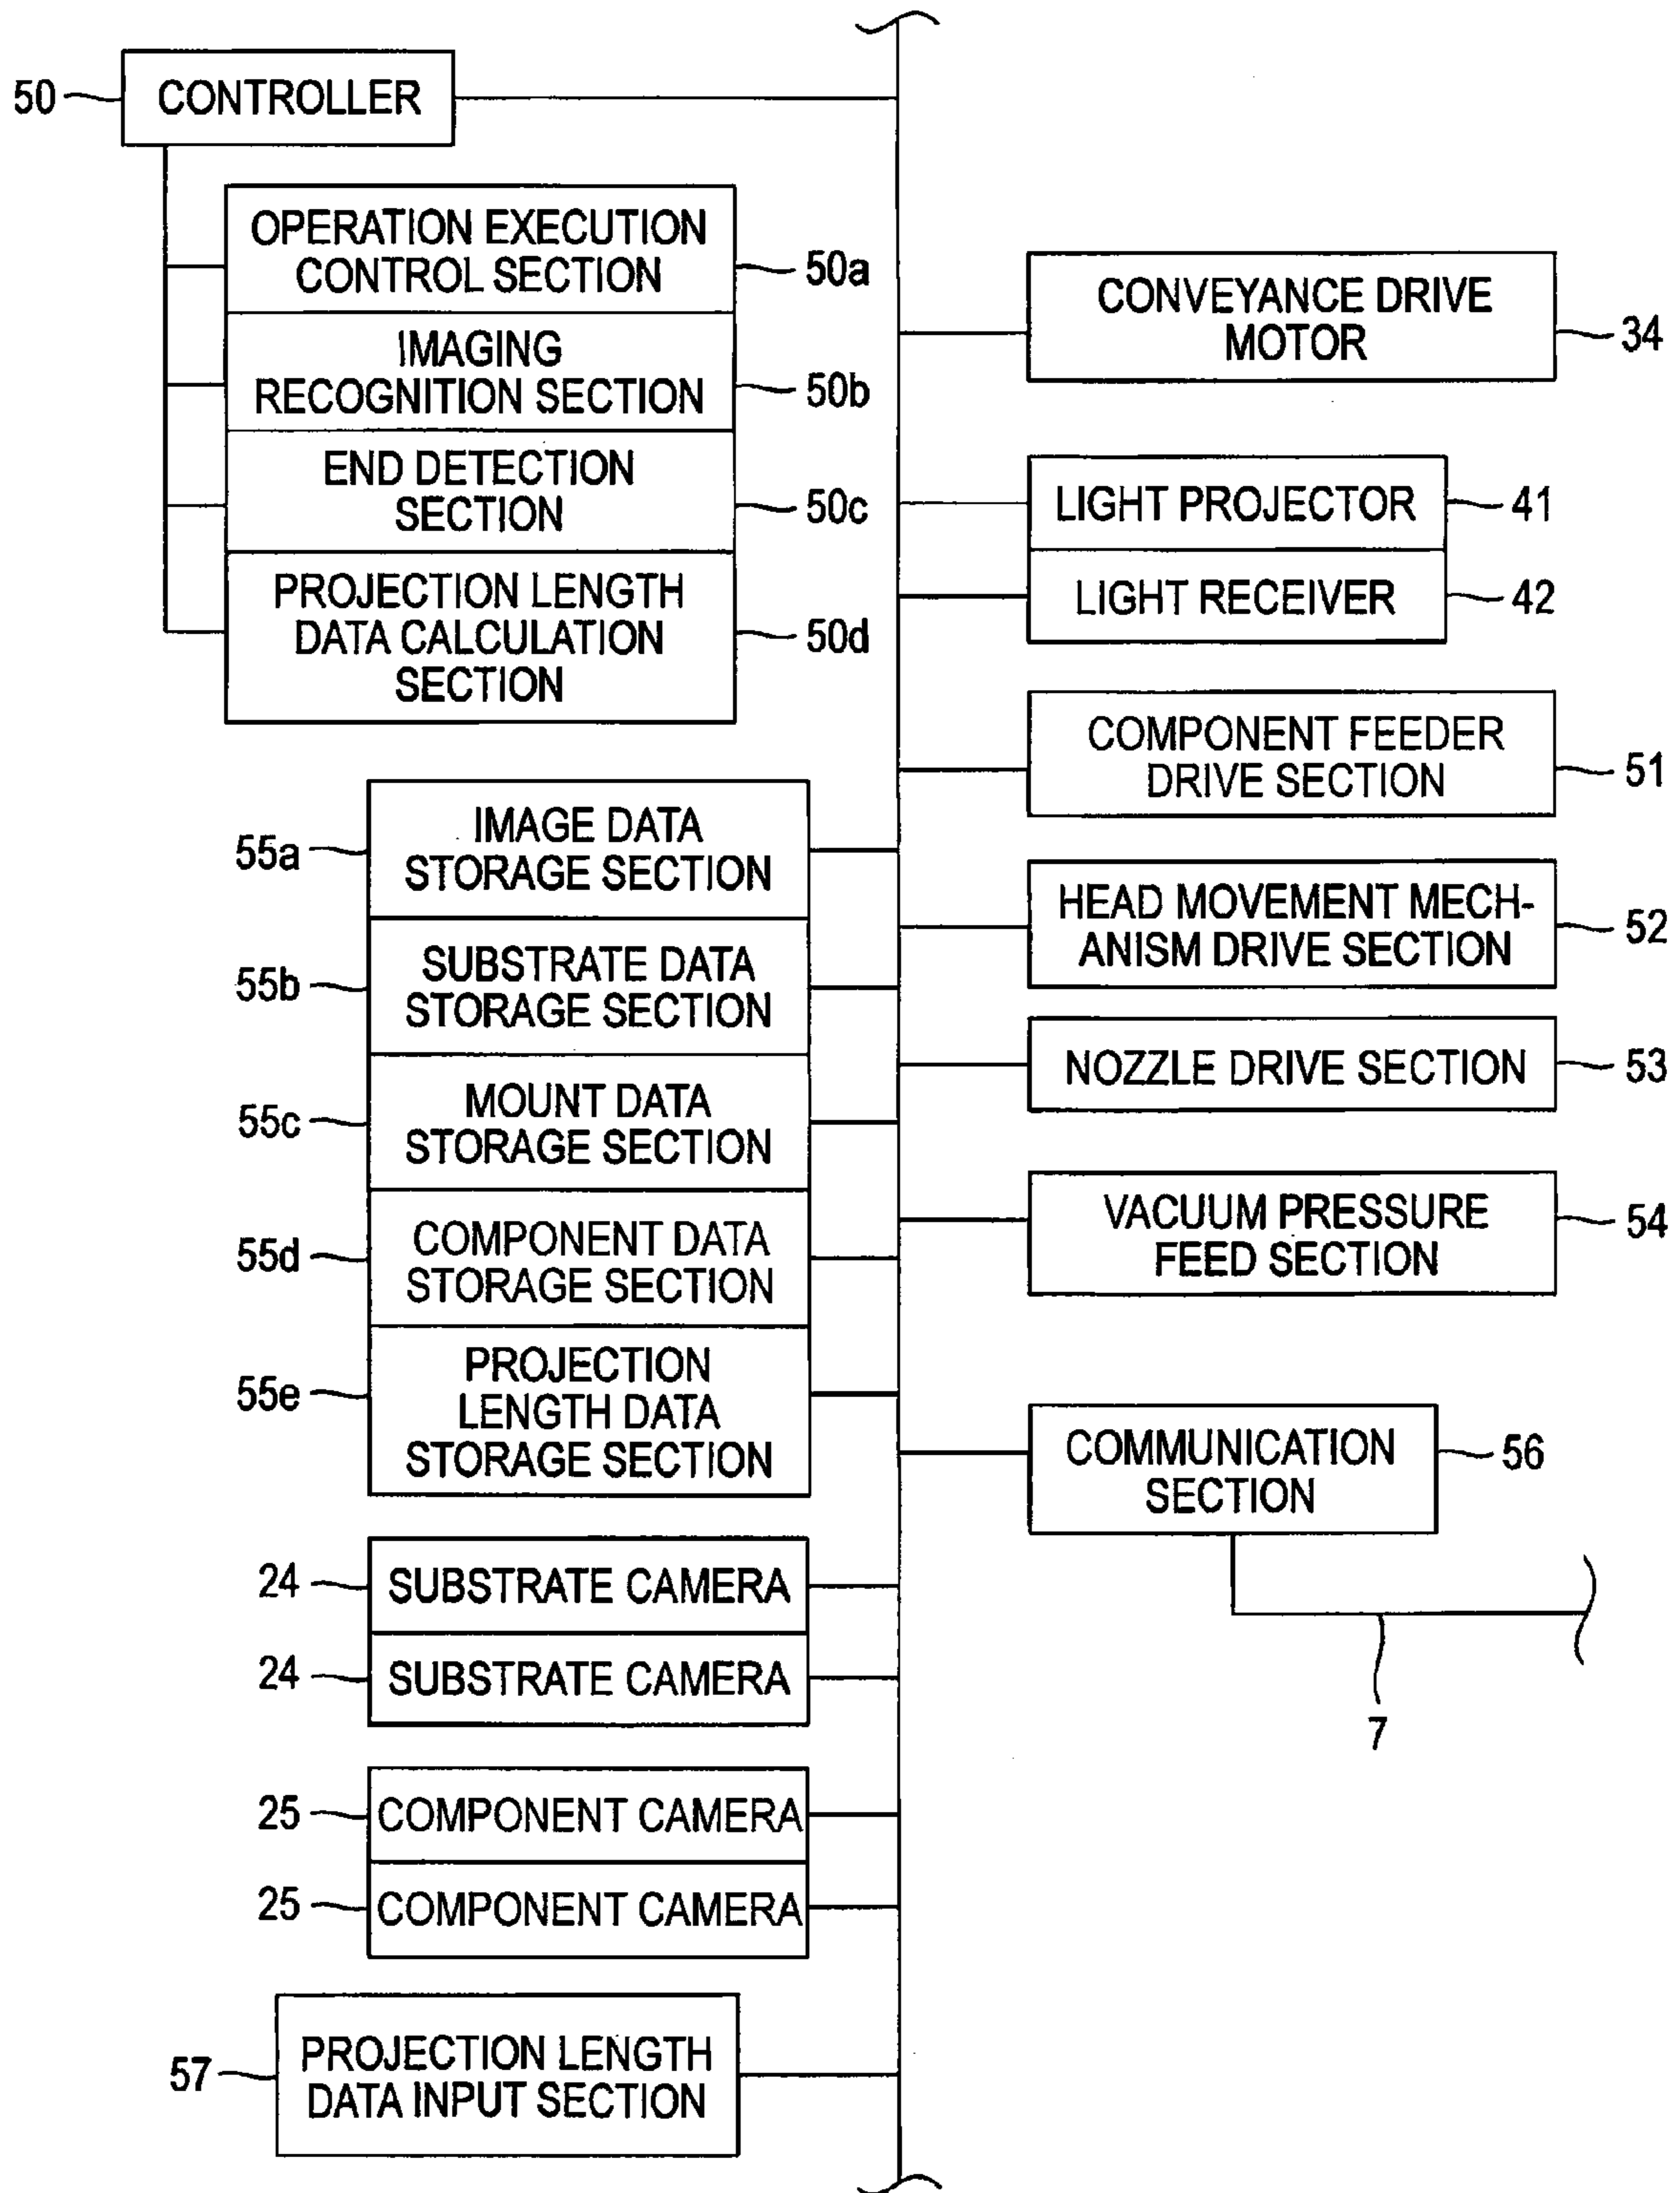 50
CONTROLLER
OPERATION EXECUTION
CONTROL SECTION
50a
IMAGING
RECOGNITION SECTION
50b
END DETECTION
SECTION
50c
PROJECTION LENGTH
DATA CALCULATION
SECTION
50d
55a
IMAGE DATA
STORAGE SECTION
55b
SUBSTRATE DATA
STORAGE SECTION
55c
MOUNT DATA
STORAGE SECTION
55d
COMPONENT DATA
STORAGE SECTION
55e
PROJECTION
LENGTH DATA
STORAGE SECTION
24
SUBSTRATE CAMERA
24
SUBSTRATE CAMERA
25
COMPONENT CAMERA
25
COMPONENT CAMERA
57
PROJECTION LENGTH
DATA INPUT SECTION
CONVEYANCE DRIVE
MOTOR
34
LIGHT PROJECTOR
41
LIGHT RECEIVER
42
COMPONENT FEEDER
DRIVE SECTION
51
HEAD MOVEMENT MECH-
ANISM DRIVE SECTION
52
NOZZLE DRIVE SECTION
53
VACUUM PRESSURE
FEED SECTION
54
COMMUNICATION
SECTION
56
7